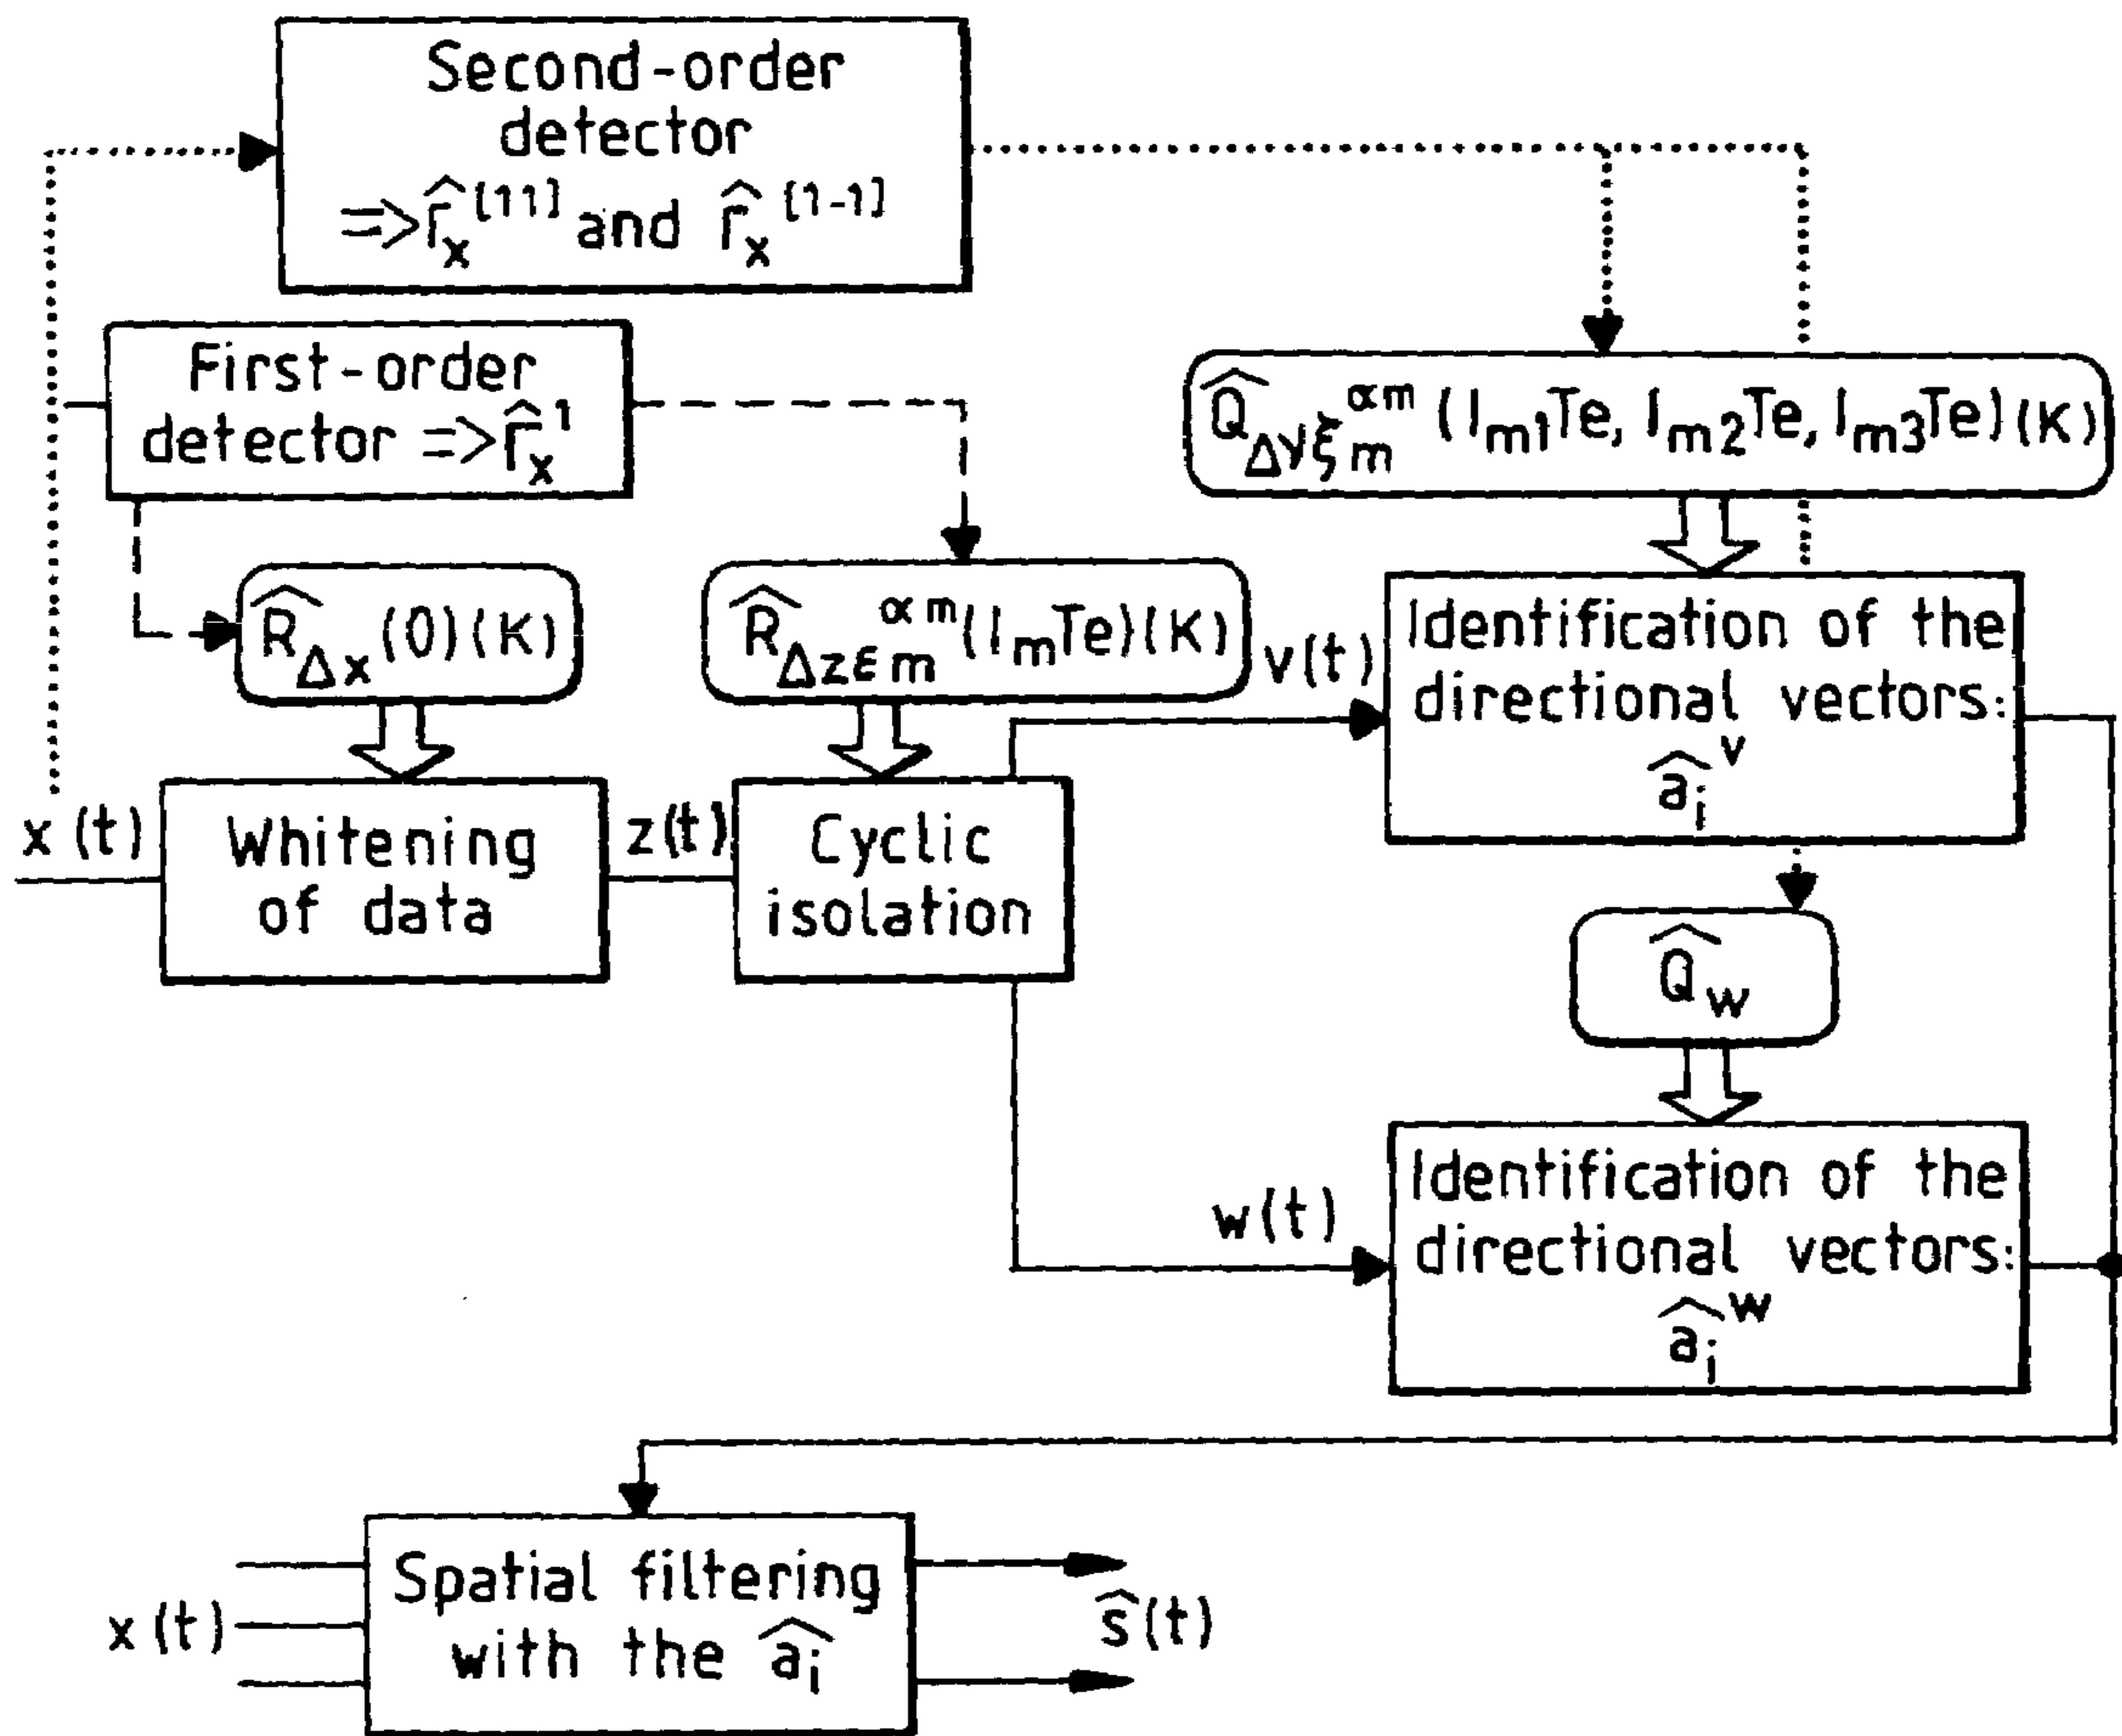 Second-order
detector
=> r̂x[11] and r̂x[1-1]
First-order
detector => r̂x1
Q̂Δνξmαm (lm1Te, lm2Te, lm3Te)(K)
R̂Δx (0)(K)
R̂Δzεmαm (lmTe)(K)
v(t)
Identification of the
directional vectors:
âiv
x(t)
Whitening
of data
z(t)
Cyclic
isolation
Q̂w
w(t)
Identification of the
directional vectors:
âiw
x(t)
Spatial filtering
with the âi
ŝ(t)